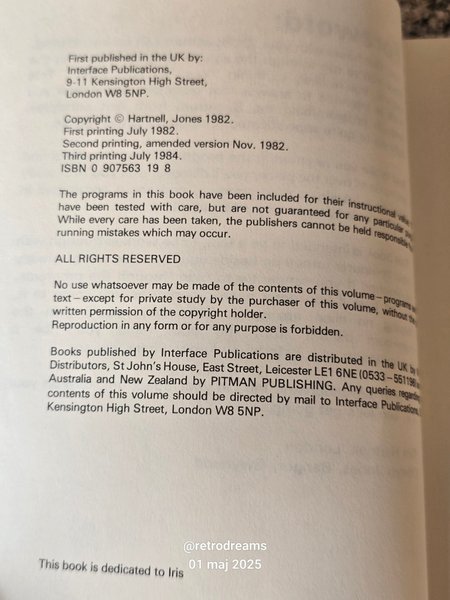 First published in the UK by:
Interface Publications,
9-11 Kensington High Street,
London W8 5NP.
Copyright © Hartnell, Jones 1982.
First printing July 1982.
Second printing, amended version Nov. 1982.
Third printing July 1984.
ISBN 0 907563 19 8
The programs in this book have been included for their instructional value
have been tested with care, but are not guaranteed for any particular
While every care has been taken, the publishers cannot be held responsible
running mistakes which may occur.
ALL RIGHTS RESERVED
No use whatsoever may be made of the contents of this volume – programs
text – except for private study by the purchaser of this volume, without the
written permission of the copyright holder.
Reproduction in any form or for any purpose is forbidden.
Books published by Interface Publications are distributed in the UK by
Distributors, St John's House, East Street, Leicester LE1 6NE (0533 – 551196)
Australia and New Zealand by PITMAN PUBLISHING. Any queries regarding
contents of this volume should be directed by mail to Interface Publications,
Kensington High Street, London W8 5NP.
This book is dedicated to Iris
@retrodreams
01 maj 2025